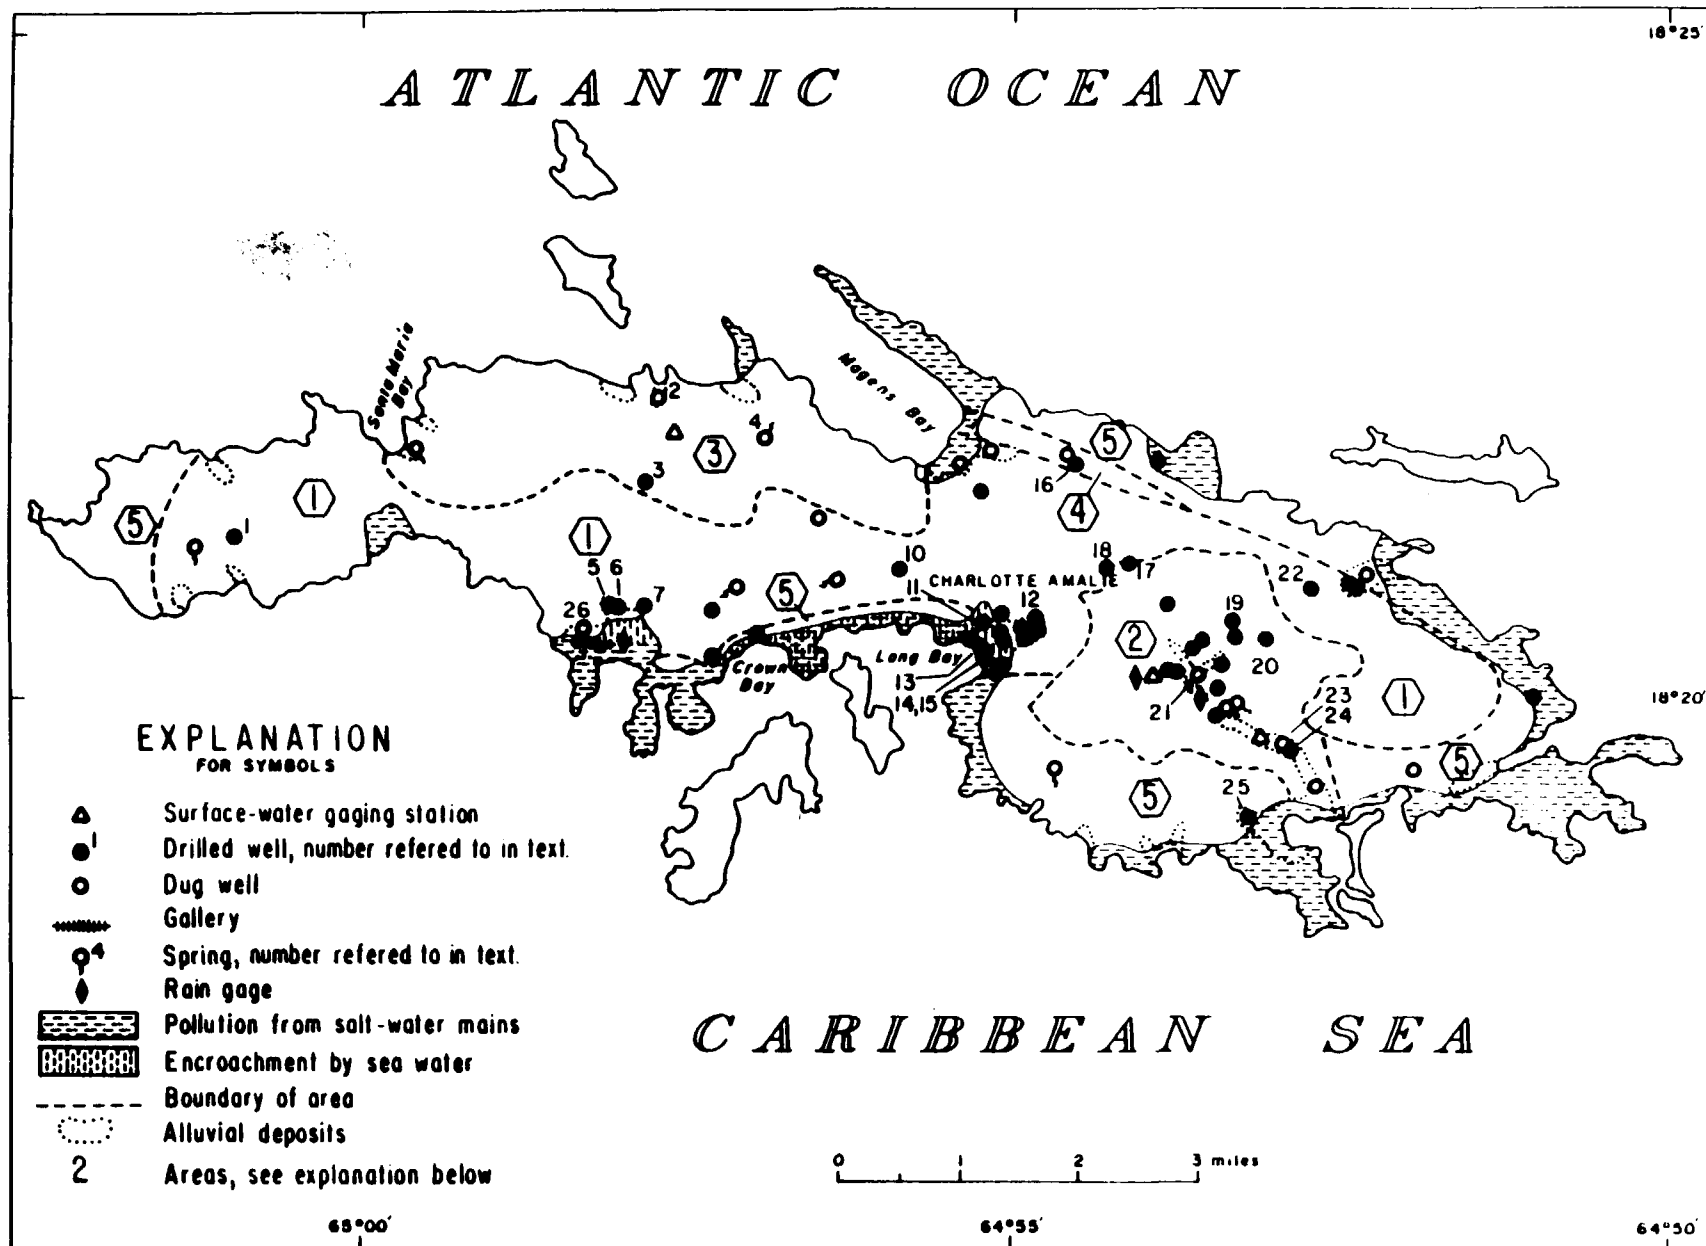 18°25'
ATLANTIC OCEAN
Santa Maria
Bay
Magens Bay
2
4
3
3
5
16
4
1
5
1
1
5 6
7
26
5
10
11
CHARLOTTE AMALIE
12
18
17
22
19
2
20
Crown
Bay
Long Bay
13
14,15
21
23
24
1
18°20'
5
5
25
EXPLANATION
FOR SYMBOLS
Surface-water gaging station
1 Drilled well, number refered to in text.
Dug well
Gallery
4 Spring, number refered to in text.
Rain gage
Pollution from salt-water mains
Encroachment by sea water
Boundary of area
Alluvial deposits
2 Areas, see explanation below
CARIBBEAN SEA
0 1 2 3 miles
65°00' 64°55' 64°50'